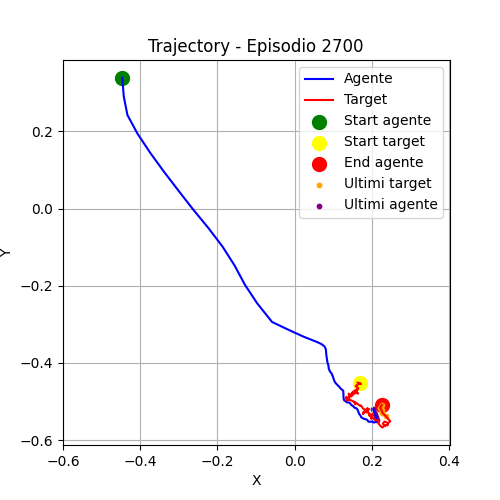 Trajectory - Episodio 2700
Agente
Target
Start agente
Start target
End agente
Ultimi target
Ultimi agente
Y
0.2
0.0
−0.2
−0.4
−0.6
−0.6
−0.4
−0.2
0.0
0.2
0.4
X